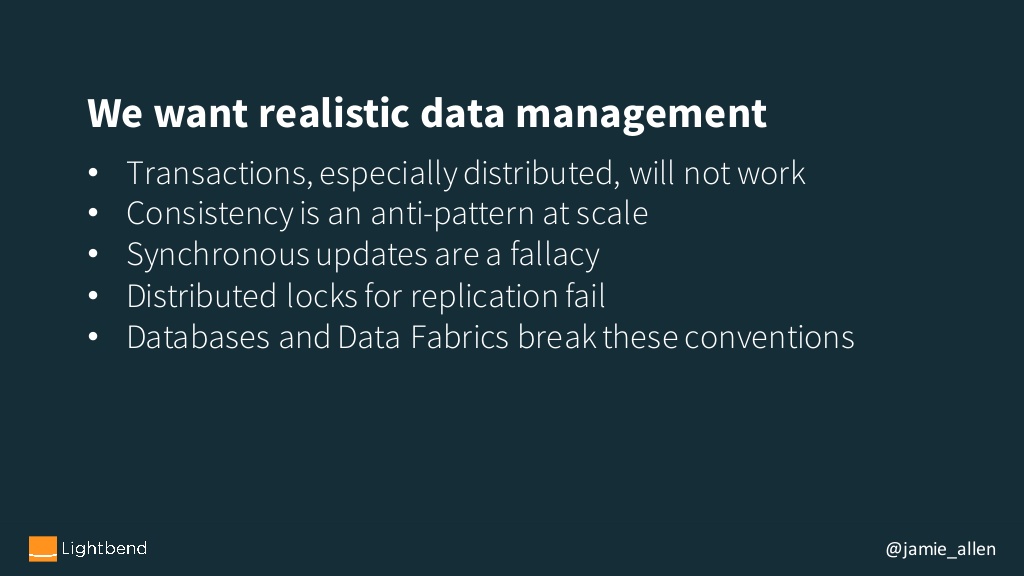 We want realistic data management
• Transactions, especially distributed, will not work
• Consistency is an anti-pattern at scale
• Synchronous updates are a fallacy
• Distributed locks for replication fail
• Databases and Data Fabrics break these conventions
Lightbend
@jamie_allen